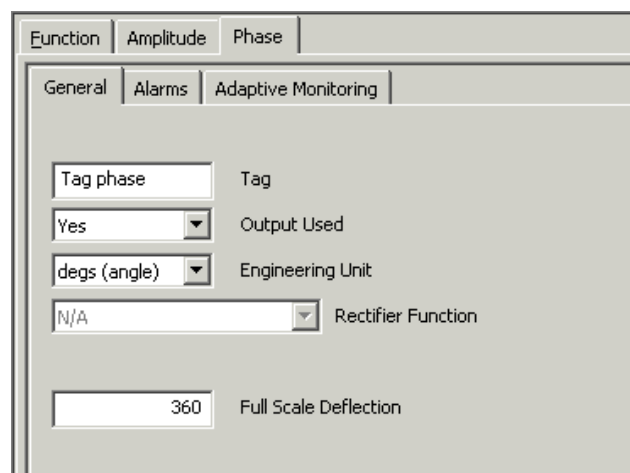 Function Amplitude Phase
General Alarms Adaptive Monitoring
Tag phase Tag
Yes Output Used
degs (angle) Engineering Unit
N/A Rectifier Function
360 Full Scale Deflection